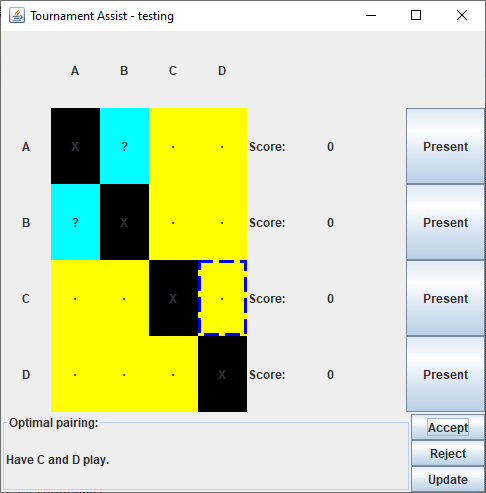 Tournament Assist - testing
A B C D
A X ? · · Score: 0 Present
B ? X · · Score: 0 Present
C · · X · Score: 0 Present
D · · · X Score: 0 Present
Optimal pairing:
Accept
Have C and D play.
Reject
Update